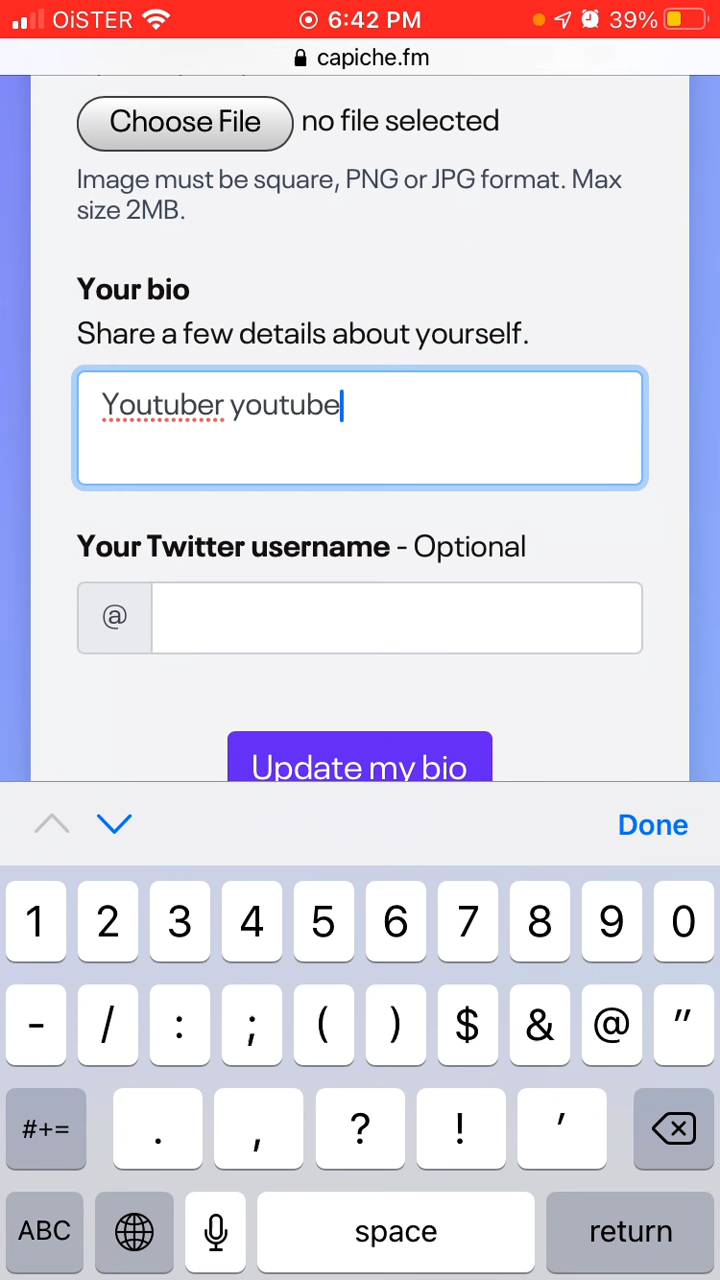 OiSTER 6:42 PM 39%
capiche.fm
Choose File no file selected
Image must be square, PNG or JPG format. Max
size 2MB.
Your bio
Share a few details about yourself.
Youtuber youtube
Your Twitter username - Optional
@
Update my bio
Done
1 2 3 4 5 6 7 8 9 0
- / : ; ( ) $ & @ "
#+= . , ? ! '
ABC space return